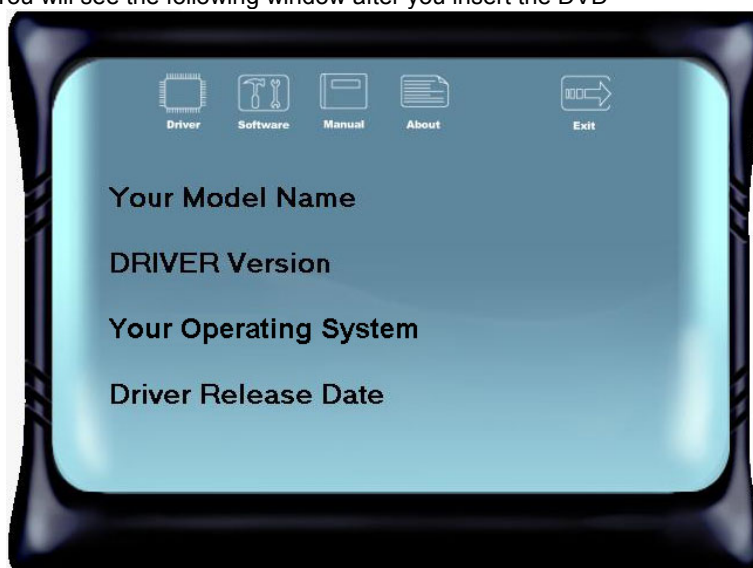 You will see the following window after you insert the DVD
Driver Software Manual About Exit
Your Model Name
DRIVER Version
Your Operating System
Driver Release Date